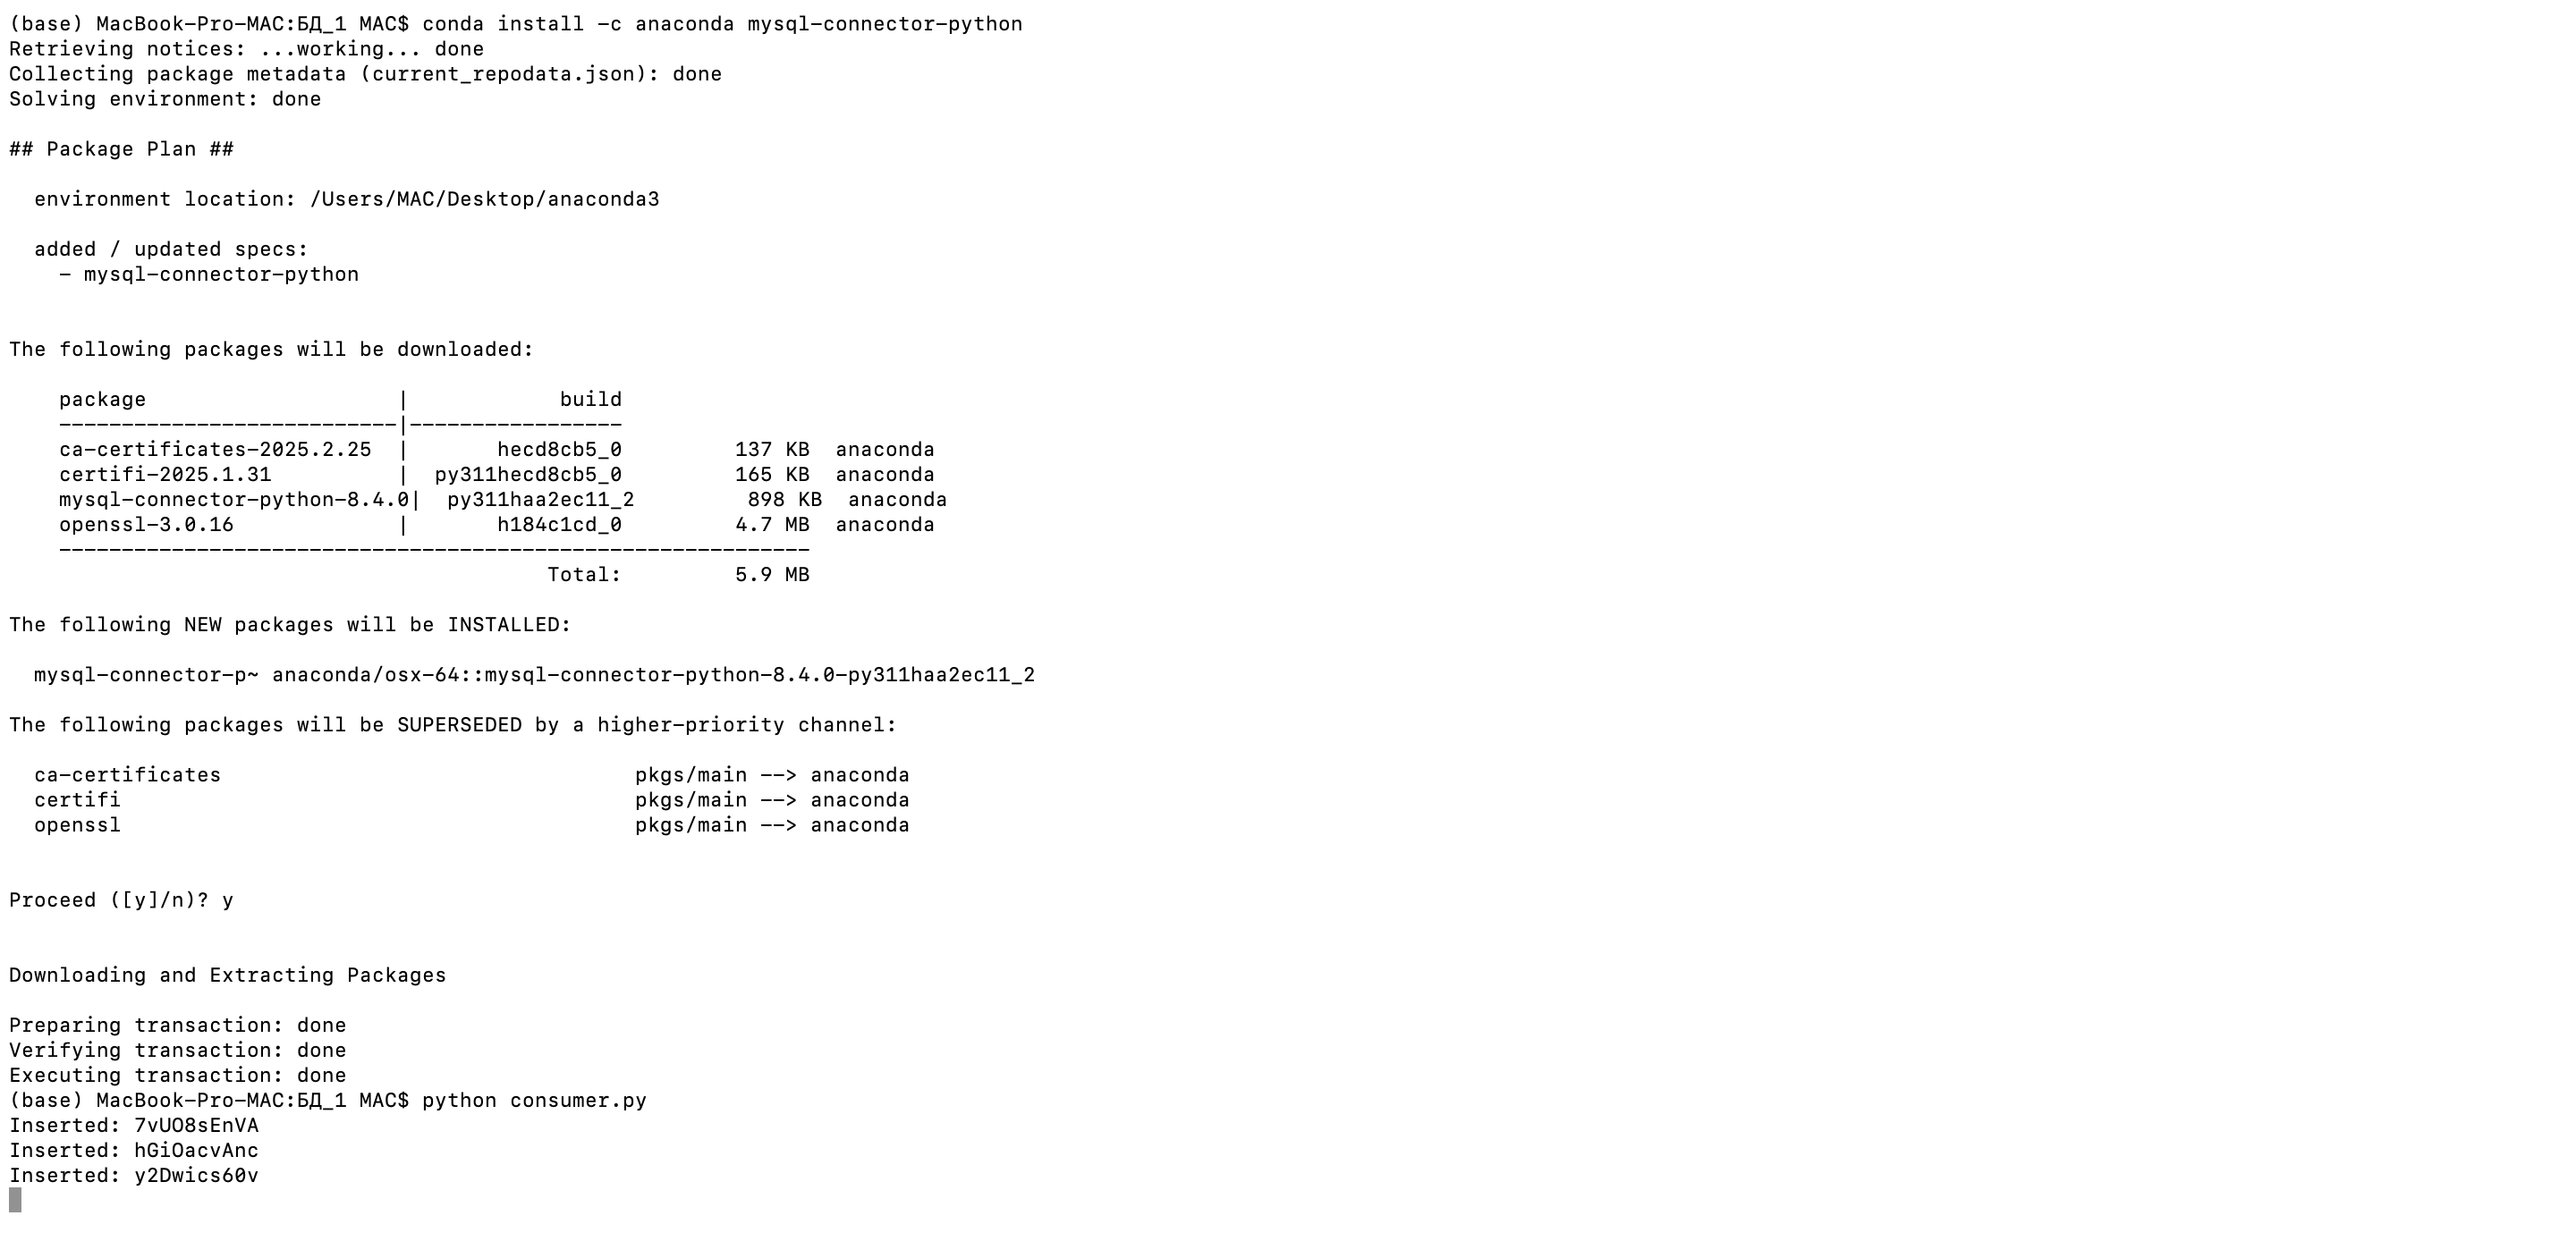 (base) MacBook-Pro-MAC:БД_1 MAC$ conda install -c anaconda mysql-connector-python
Retrieving notices: ...working... done
Collecting package metadata (current_repodata.json): done
Solving environment: done
## Package Plan ##
environment location: /Users/MAC/Desktop/anaconda3
added / updated specs:
- mysql-connector-python
The following packages will be downloaded:
package | build
---------------------------|-----------------
ca-certificates-2025.2.25 | hecd8cb5_0 137 KB anaconda
certifi-2025.1.31 | py311hecd8cb5_0 165 KB anaconda
mysql-connector-python-8.4.0| py311haa2ec11_2 898 KB anaconda
openssl-3.0.16 | h184c1cd_0 4.7 MB anaconda
------------------------------------------------------------
Total: 5.9 MB
The following NEW packages will be INSTALLED:
mysql-connector-p~ anaconda/osx-64::mysql-connector-python-8.4.0-py311haa2ec11_2
The following packages will be SUPERSEDED by a higher-priority channel:
ca-certificates pkgs/main --> anaconda
certifi pkgs/main --> anaconda
openssl pkgs/main --> anaconda
Proceed ([y]/n)? y
Downloading and Extracting Packages
Preparing transaction: done
Verifying transaction: done
Executing transaction: done
(base) MacBook-Pro-MAC:БД_1 MAC$ python consumer.py
Inserted: 7vUO8sEnVA
Inserted: hGiOacvAnc
Inserted: y2Dwics60v